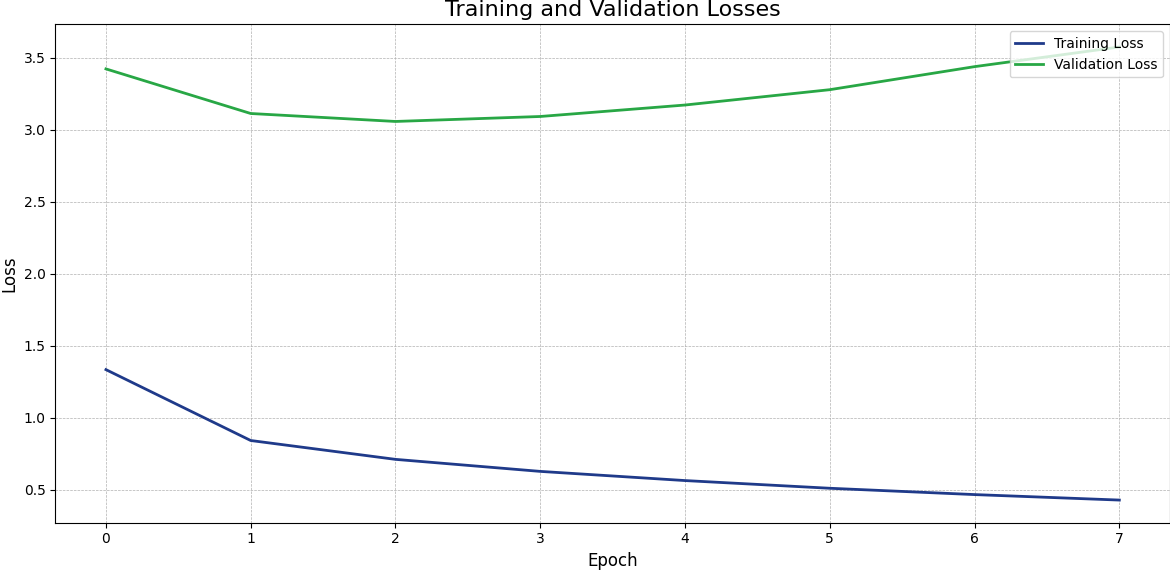 Training and Validation Losses
Training Loss
Validation Loss
3.5
3.0
2.5
2.0
1.5
1.0
0.5
Loss
0 1 2 3 4 5 6 7
Epoch